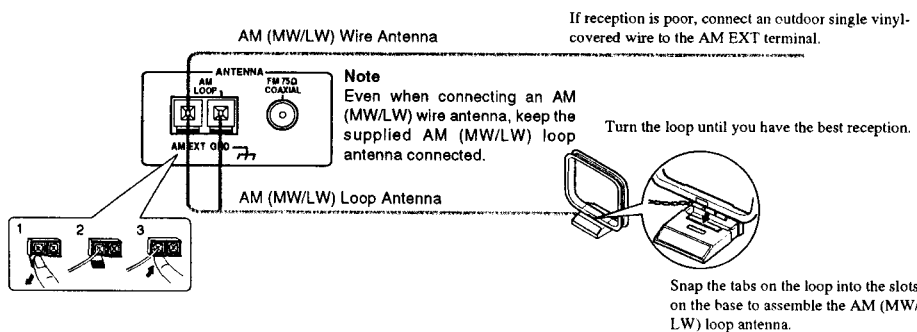 AM (MW/LW) Wire Antenna
If reception is poor, connect an outdoor single vinyl-
covered wire to the AM EXT terminal.
ANTENNA
AM
LOOP
FM 75Ω
COAXIAL
AM EXT GND
Note
Even when connecting an AM
(MW/LW) wire antenna, keep the
supplied AM (MW/LW) loop
antenna connected.
Turn the loop until you have the best reception.
AM (MW/LW) Loop Antenna
1 2 3
Snap the tabs on the loop into the slots
on the base to assemble the AM (MW/
LW) loop antenna.